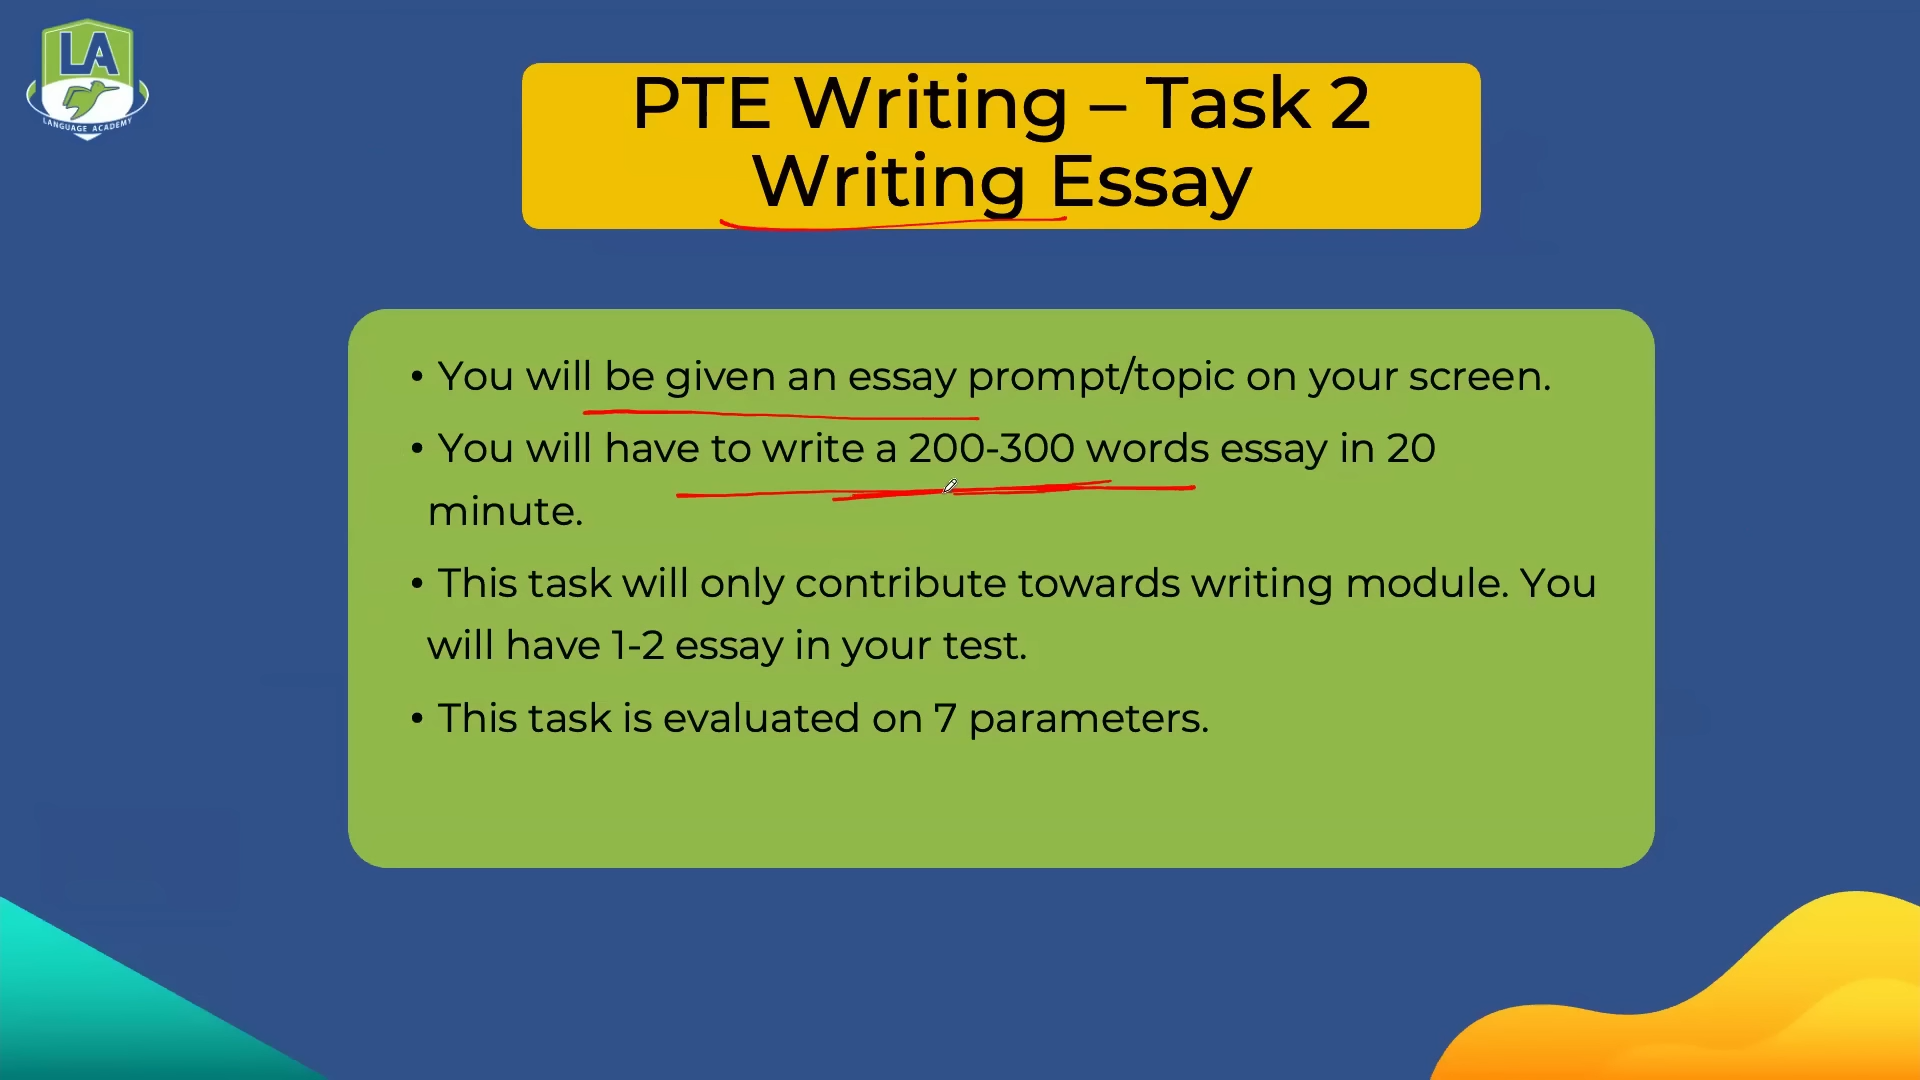 LA
LANGUAGE ACADEMY
PTE Writing – Task 2
Writing Essay
• You will be given an essay prompt/topic on your screen.
• You will have to write a 200-300 words essay in 20
minute.
• This task will only contribute towards writing module. You
will have 1-2 essay in your test.
• This task is evaluated on 7 parameters.